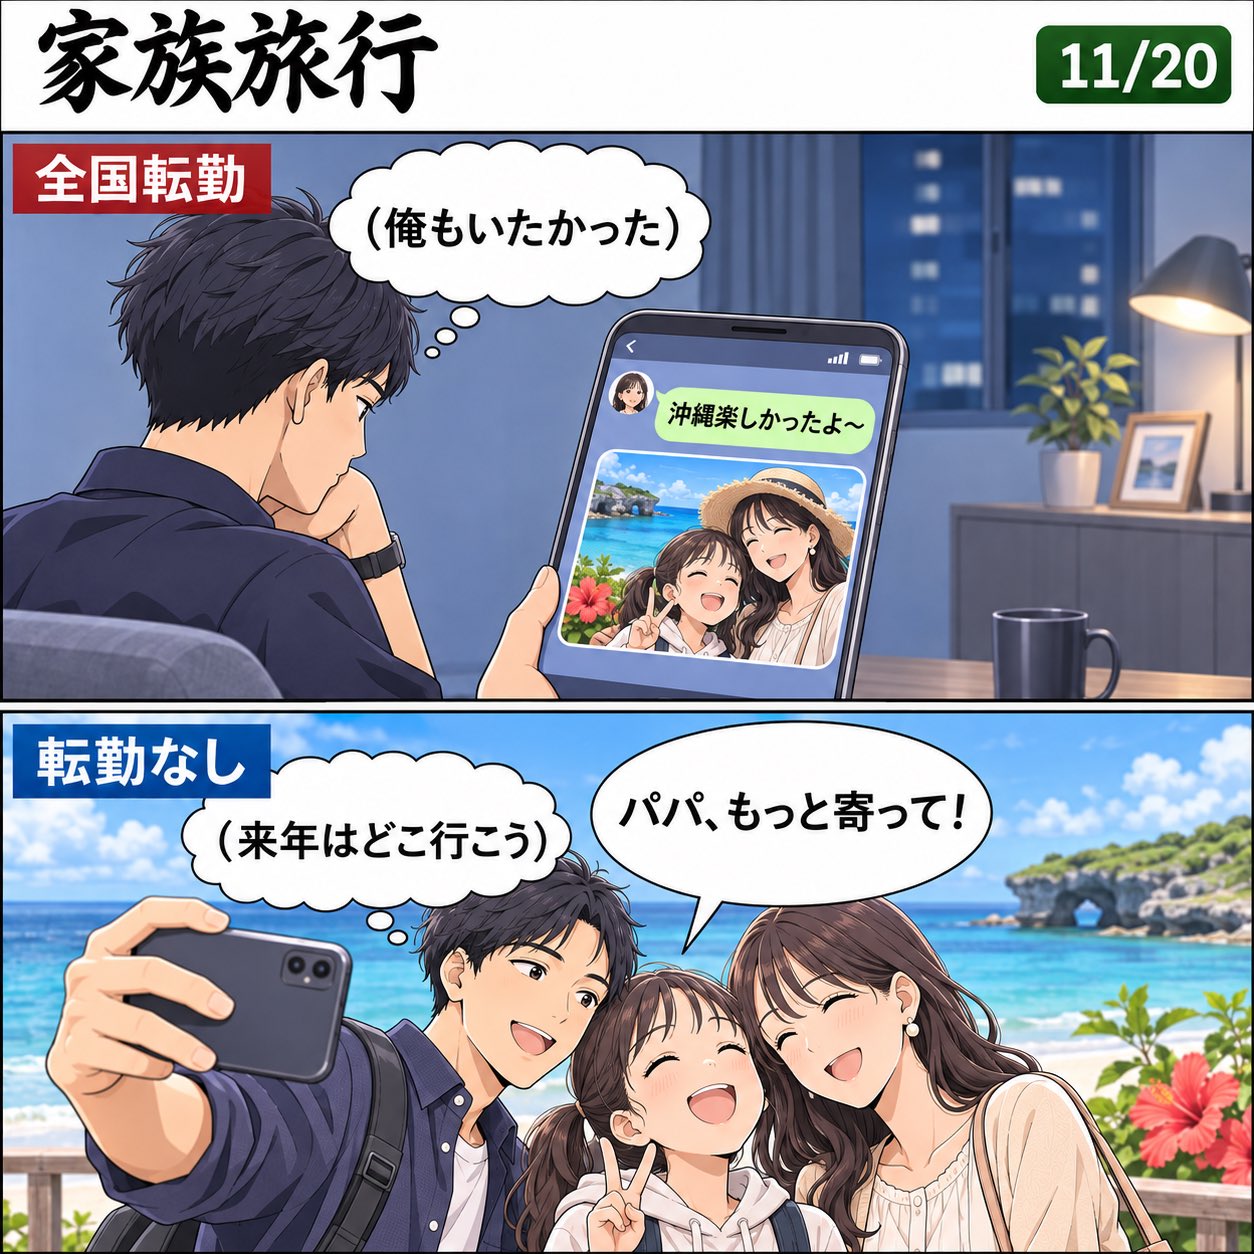 家族旅行
11/20
全国転勤
(俺もいたかった)
沖縄楽しかったよ～
転勤なし
(来年はどこ行こう)
パパ、もっと寄って!